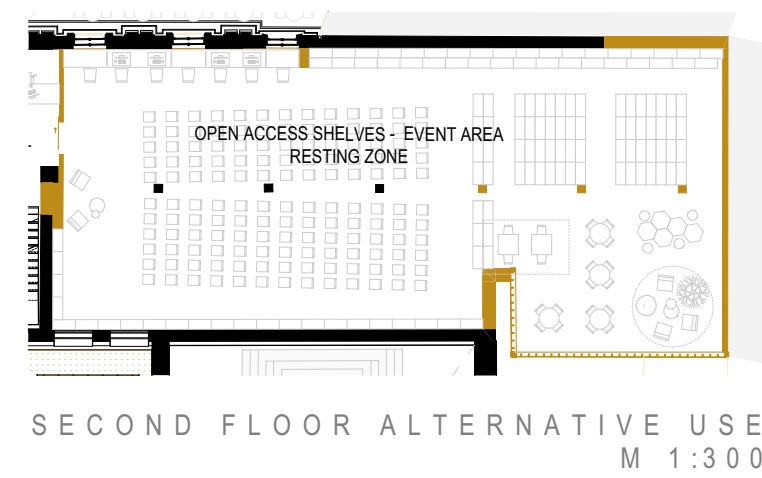 OPEN ACCESS SHELVES - EVENT AREA
RESTING ZONE
SECOND FLOOR ALTERNATIVE USE
M 1:300